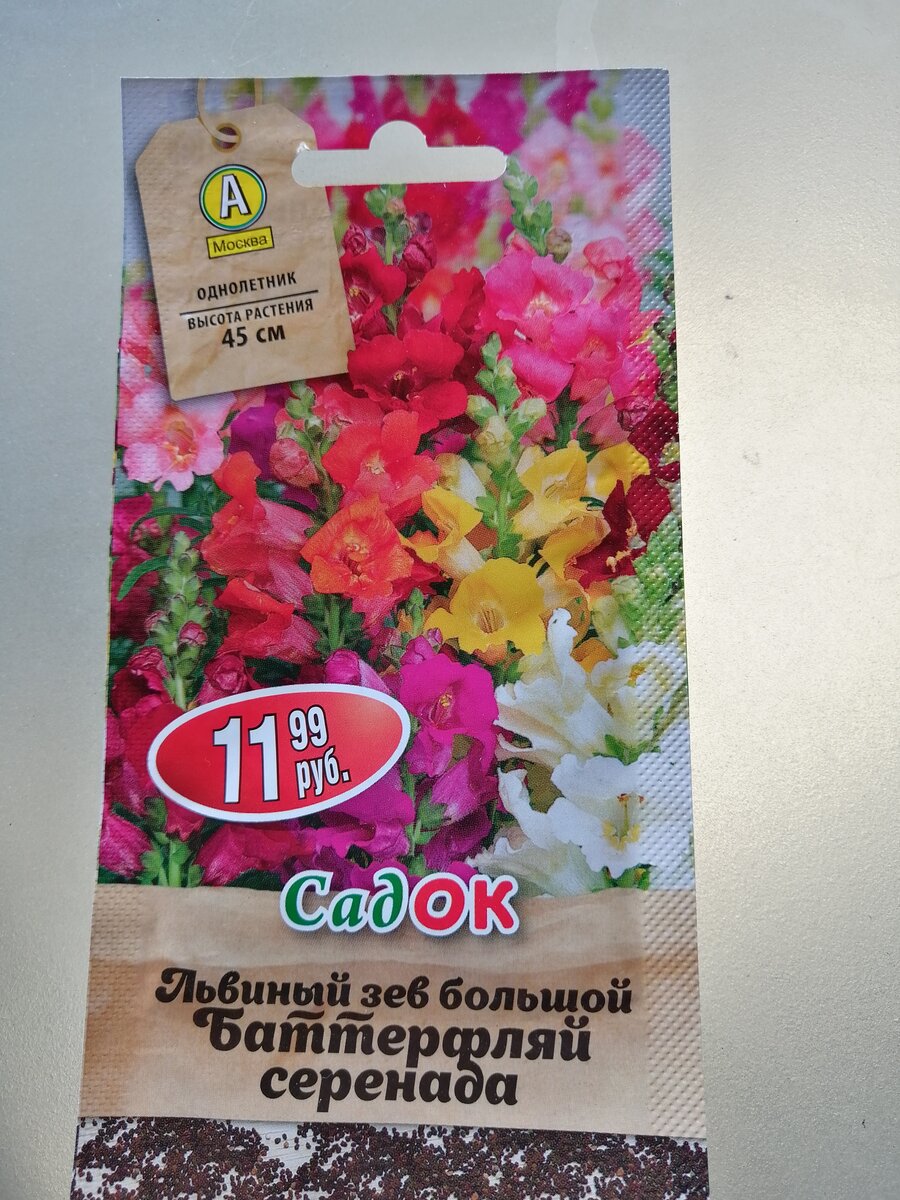 А
Москва
ОДНОЛЕТНИК
ВЫСОТА РАСТЕНИЯ
45 см
11 99 руб.
СадОК
Львиный зев большой
Баттерфляй
серенада